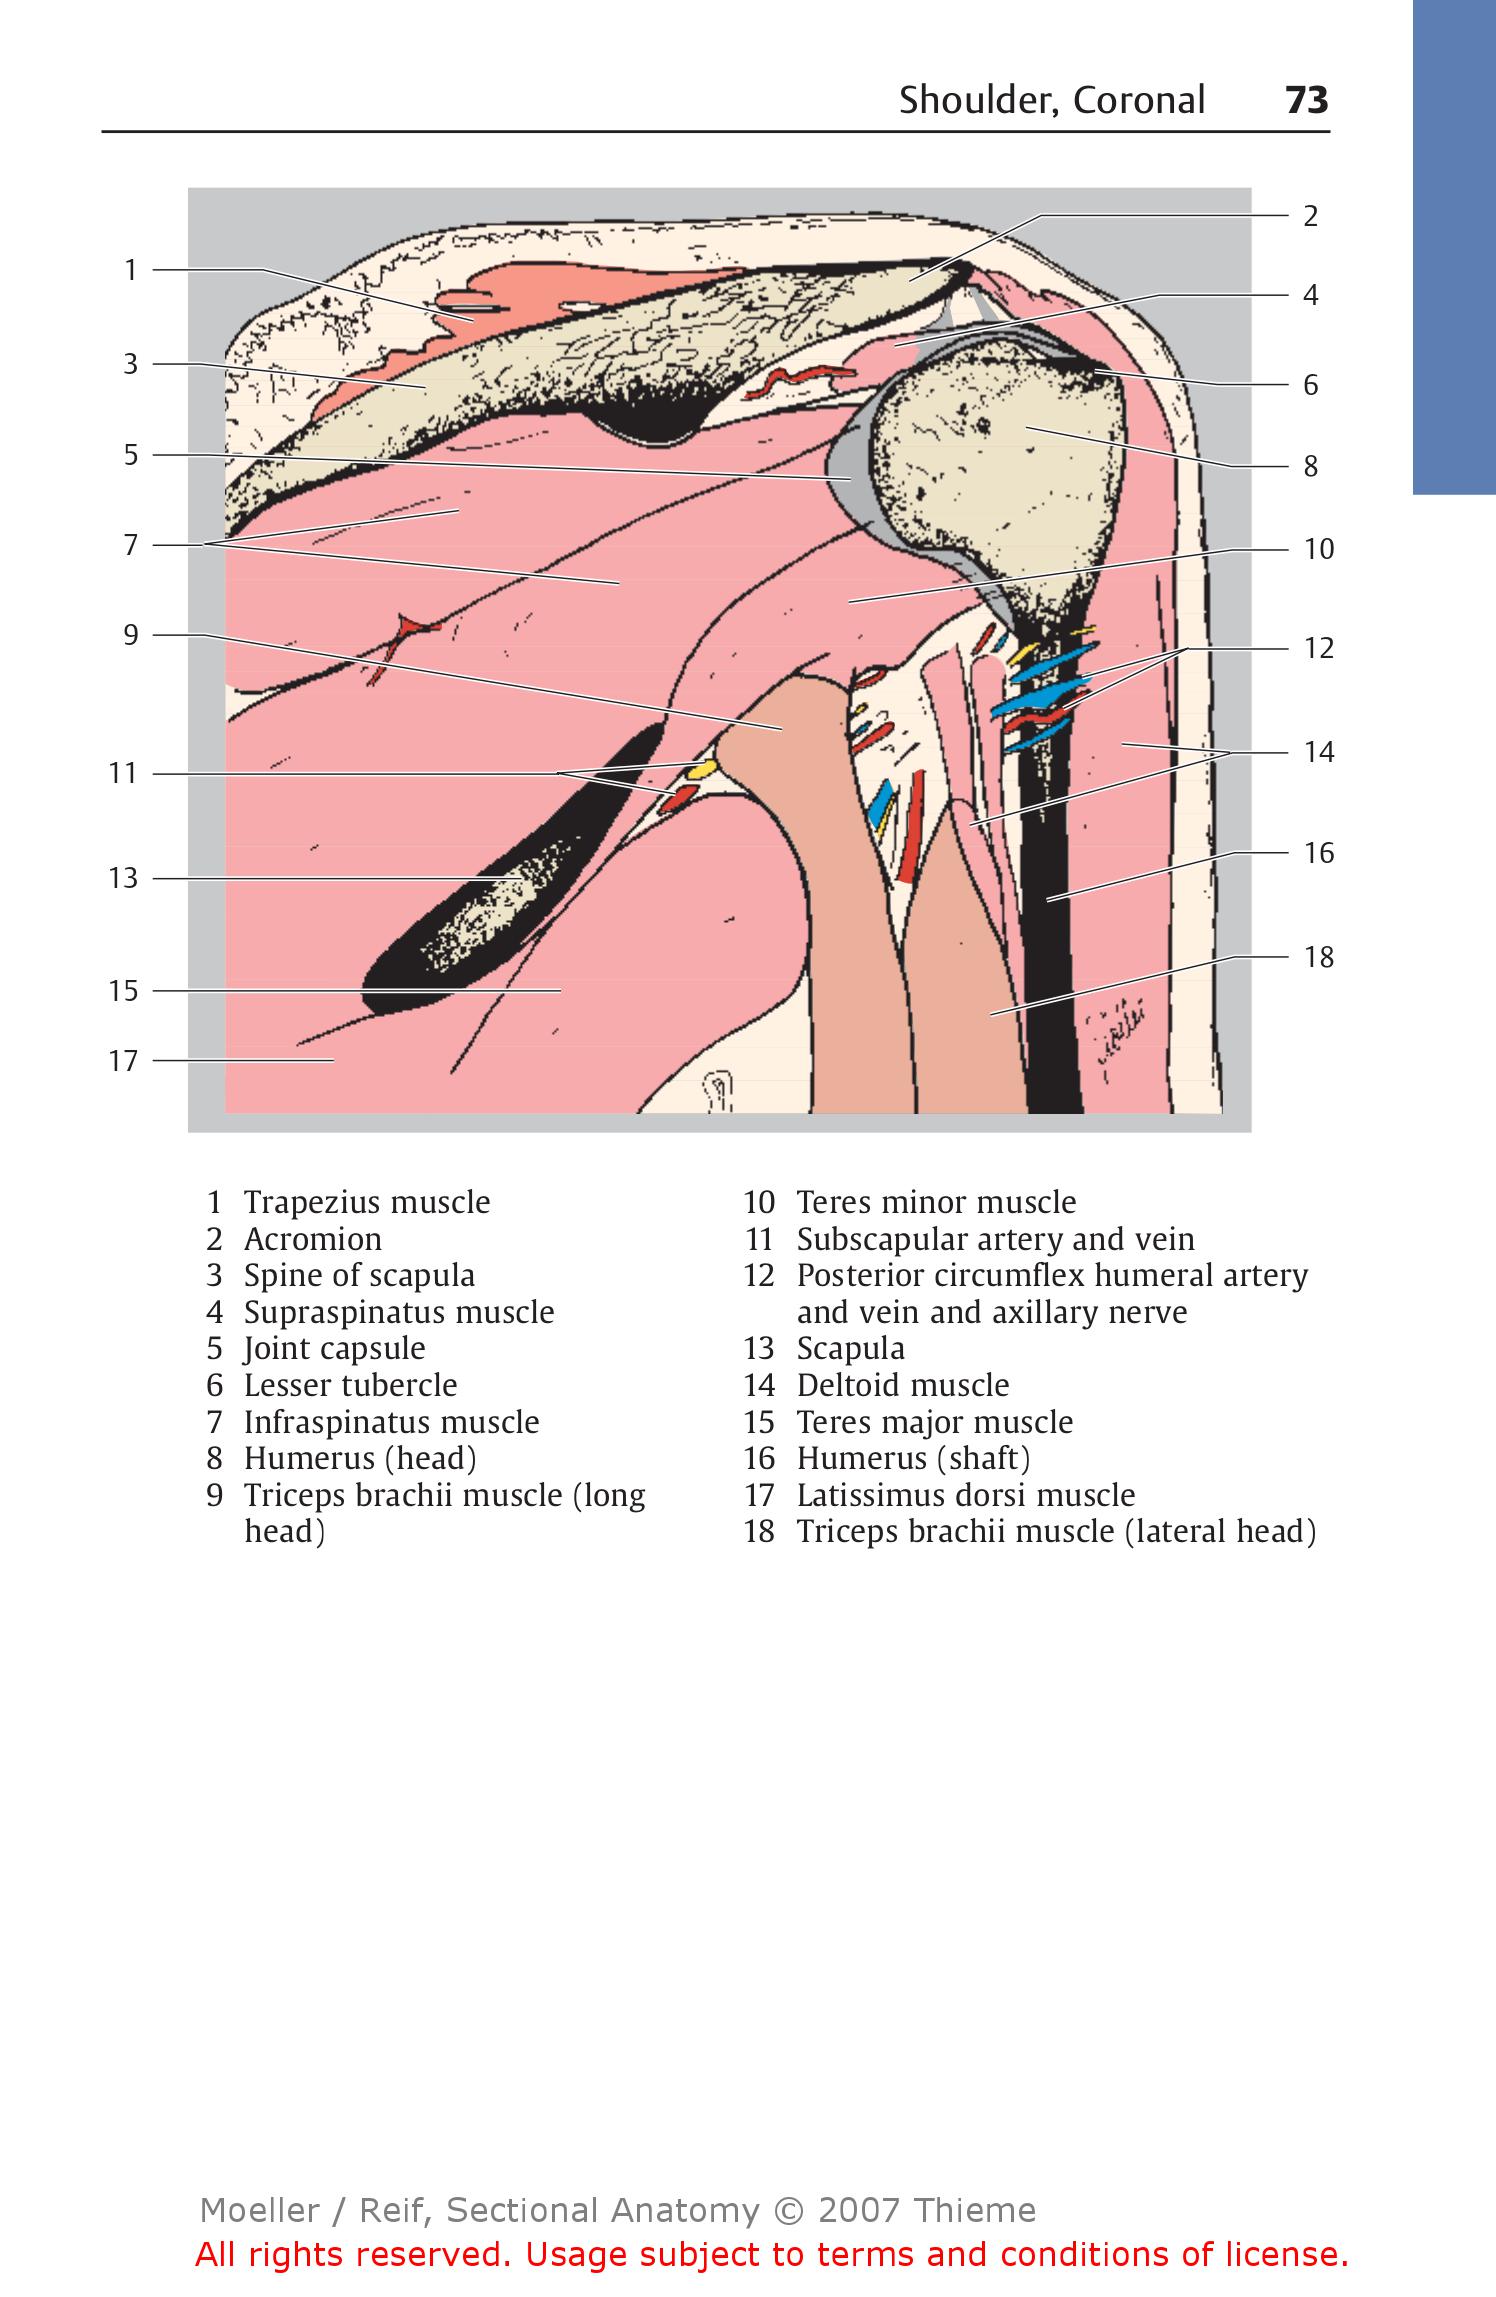 Shoulder, Coronal 73
1
2
3
4
5
6
7
8
9
10
11
12
13
14
15
16
17
18
1 Trapezius muscle
2 Acromion
3 Spine of scapula
4 Supraspinatus muscle
5 Joint capsule
6 Lesser tubercle
7 Infraspinatus muscle
8 Humerus (head)
9 Triceps brachii muscle (long
head)
10 Teres minor muscle
11 Subscapular artery and vein
12 Posterior circumflex humeral artery
and vein and axillary nerve
13 Scapula
14 Deltoid muscle
15 Teres major muscle
16 Humerus (shaft)
17 Latissimus dorsi muscle
18 Triceps brachii muscle (lateral head)
Moeller / Reif, Sectional Anatomy © 2007 Thieme
All rights reserved. Usage subject to terms and conditions of license.